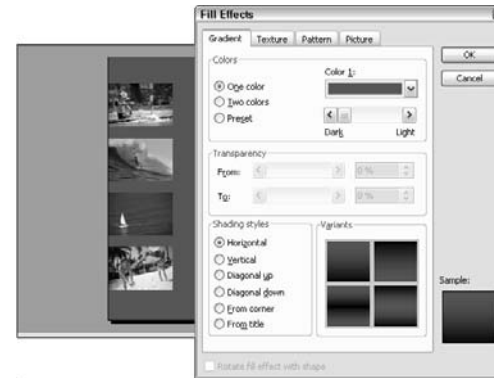 Fill Effects
Gradient Texture Pattern Picture
Colors
One color
Two colors
Preset
Color 1:
Dark Light
OK
Cancel
Transparency
From: 0 %
To: 0 %
Shading styles
Horizontal
Vertical
Diagonal up
Diagonal down
From corner
From title
Variants
Sample:
Rotate fill effect with shape